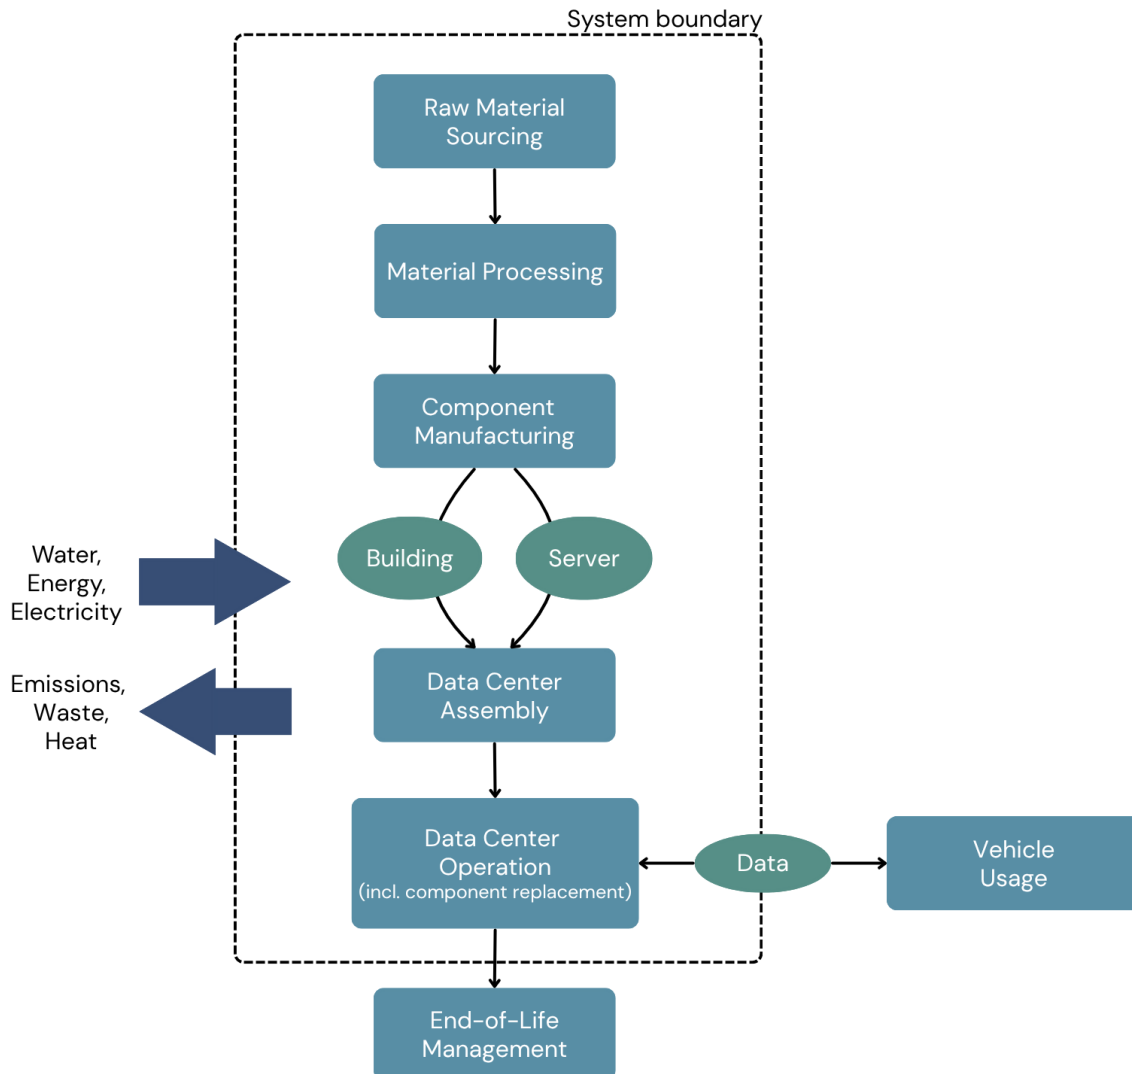 System boundary
Raw Material
Sourcing
Material Processing
Component
Manufacturing
Building
Server
Water,
Energy,
Electricity
Emissions,
Waste,
Heat
Data Center
Assembly
Data Center
Operation
(incl. component replacement)
Data
Vehicle
Usage
End-of-Life
Management